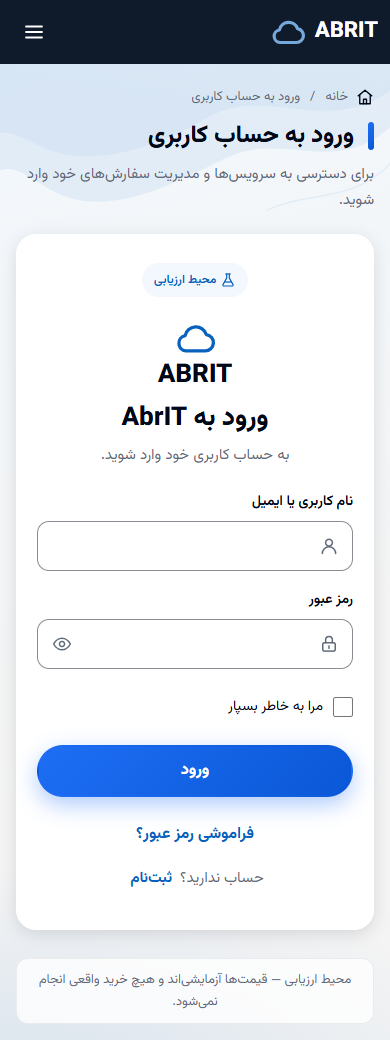 ABRIT
خانه / ورود به حساب کاربری
ورود به حساب کاربری
برای دسترسی به سرویس‌ها و مدیریت سفارش‌های خود وارد
شوید.
محیط ارزیابی
ABRIT
ورود به AbrIT
به حساب کاربری خود وارد شوید.
نام کاربری یا ایمیل
رمز عبور
مرا به خاطر بسپار
ورود
فراموشی رمز عبور؟
حساب ندارید؟ ثبت‌نام
محیط ارزیابی — قیمت‌ها آزمایشی‌اند و هیچ خرید واقعی انجام
نمی‌شود.